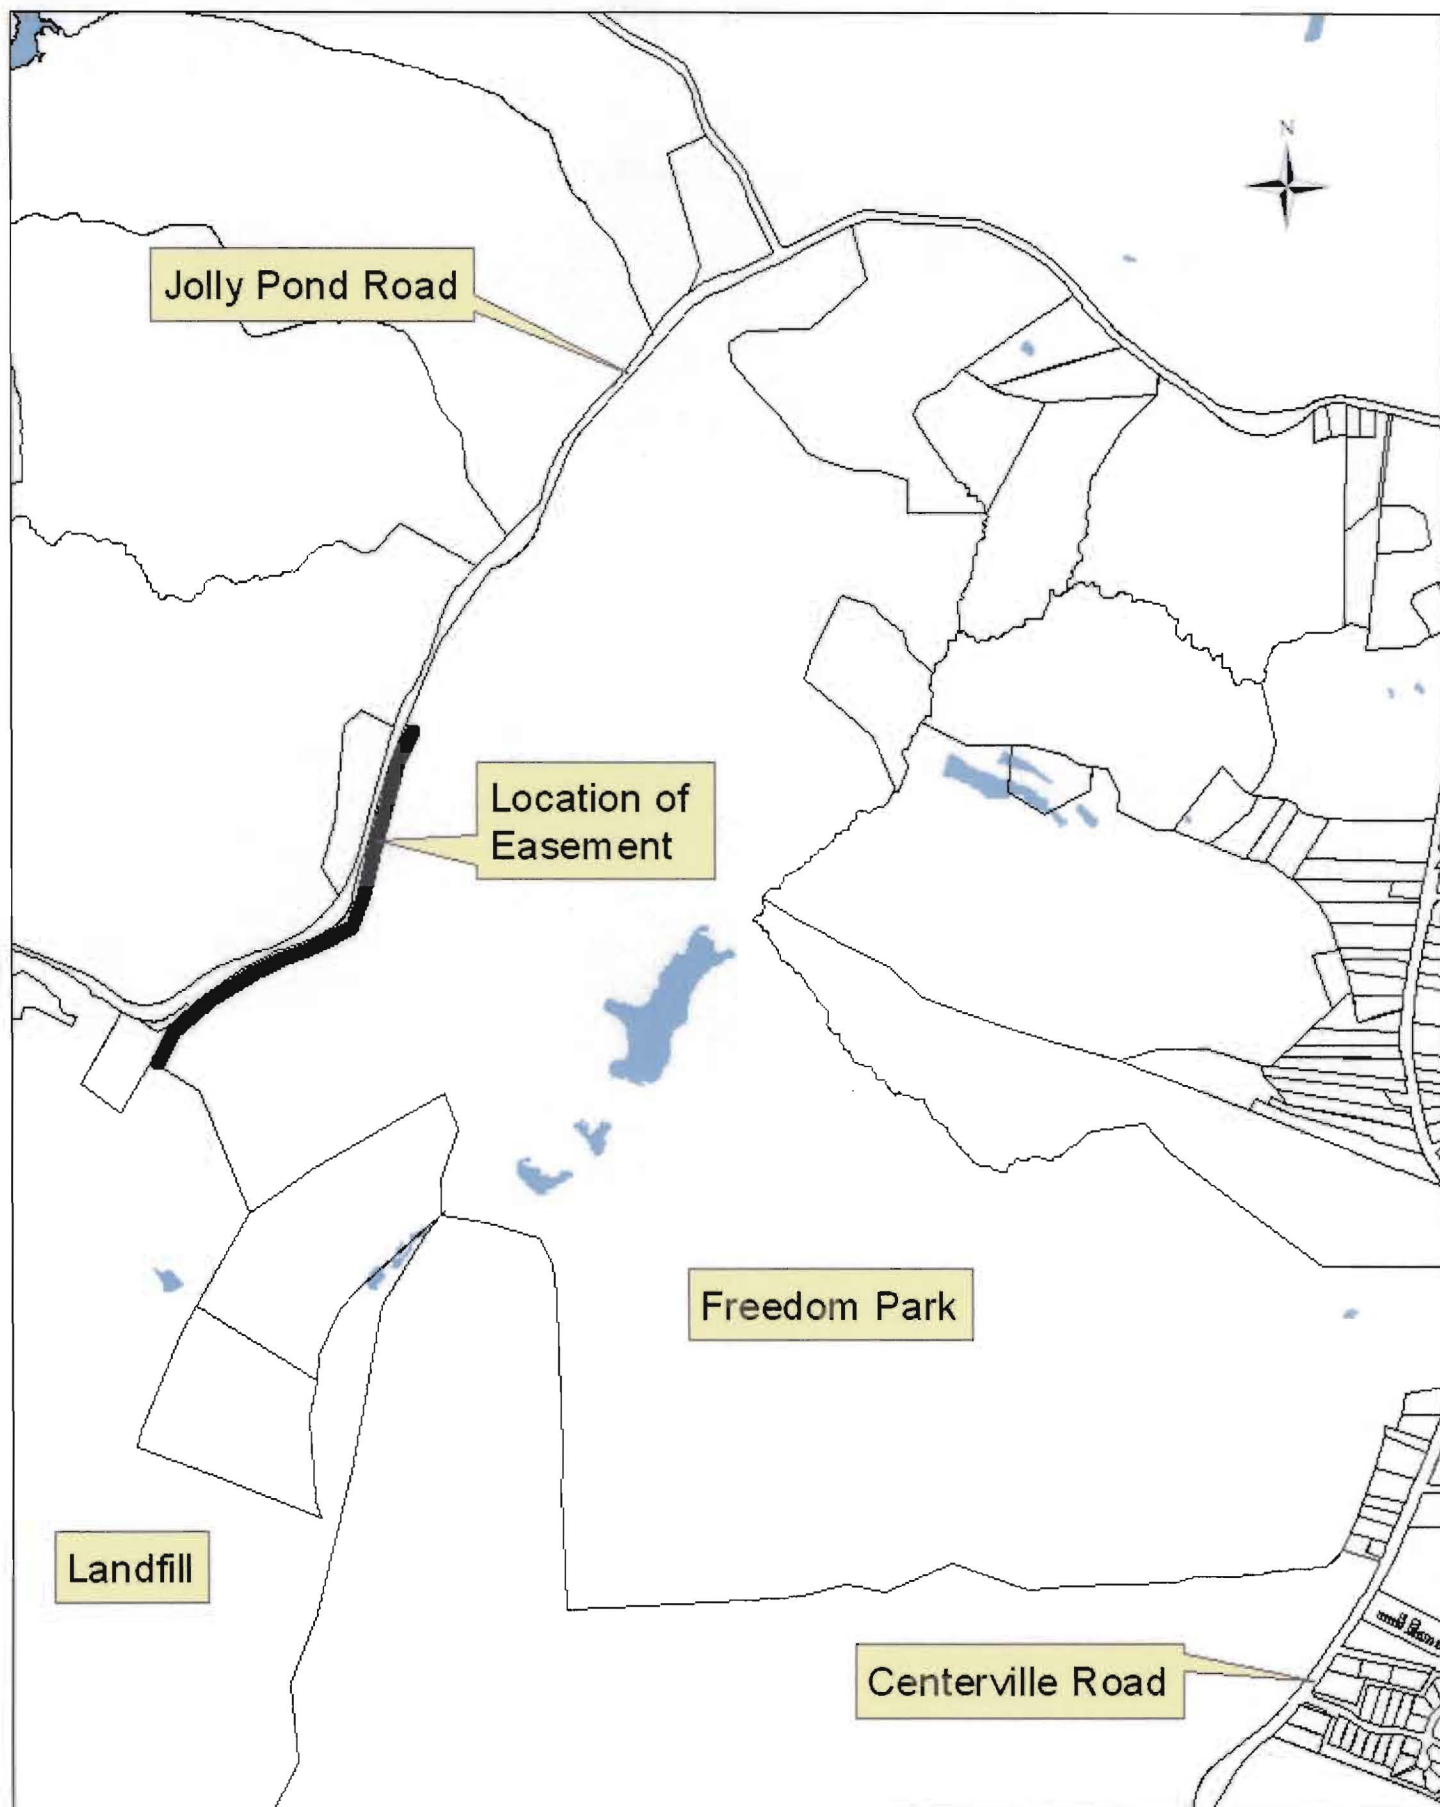 N
Jolly Pond Road
Location of
Easement
Freedom Park
Landfill
Centerville Road